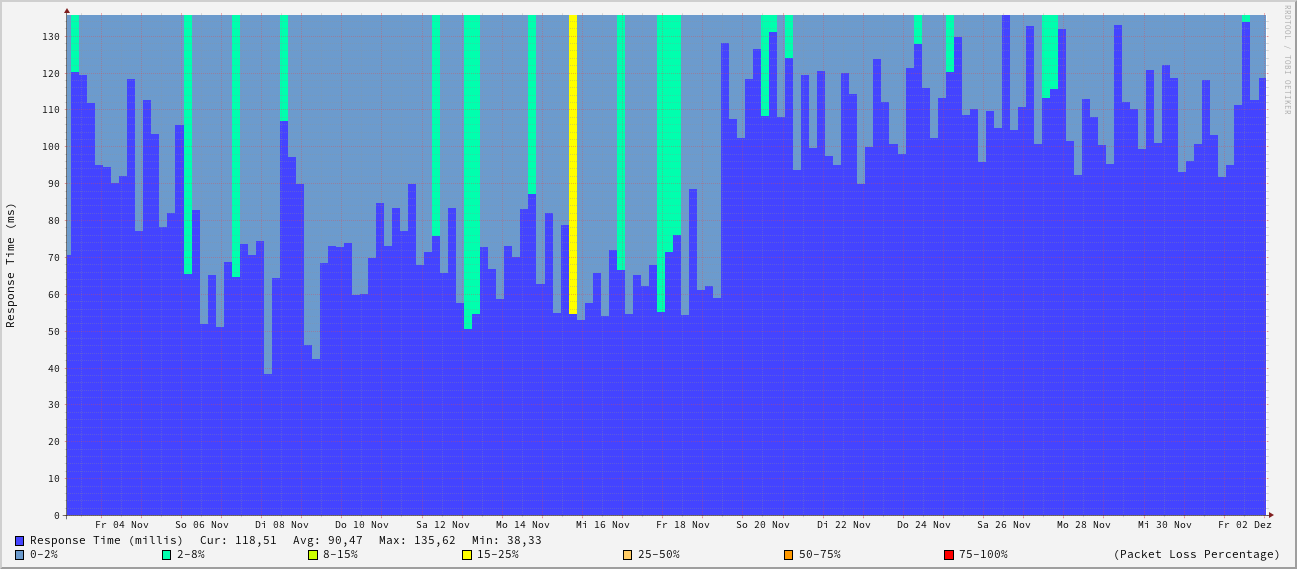 RRDTOOL / TOBI OETIKER
Response Time (ms)
130
120
110
100
90
80
70
60
50
40
30
20
10
0
Fr 04 Nov So 06 Nov Di 08 Nov Do 10 Nov Sa 12 Nov Mo 14 Nov Mi 16 Nov Fr 18 Nov So 20 Nov Di 22 Nov Do 24 Nov Sa 26 Nov Mo 28 Nov Mi 30 Nov Fr 02 Dez
Response Time (millis) Cur: 118,51 Avg: 90,47 Max: 135,62 Min: 38,33
0-2% 2-8% 8-15% 15-25% 25-50% 50-75% 75-100% (Packet Loss Percentage)